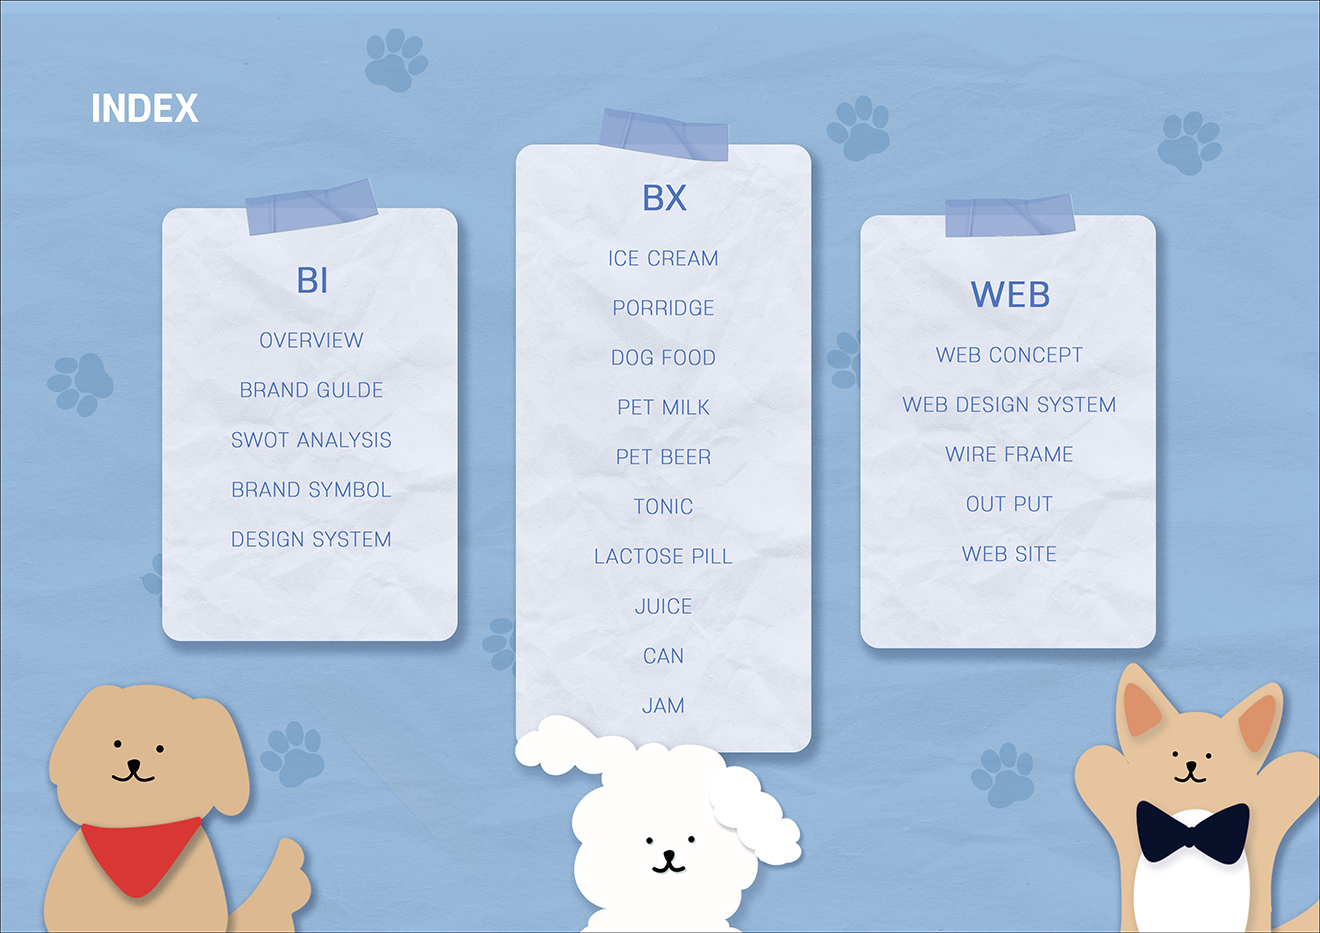 INDEX
BI
OVERVIEW
BRAND GULDE
SWOT ANALYSIS
BRAND SYMBOL
DESIGN SYSTEM
BX
ICE CREAM
PORRIDGE
DOG FOOD
PET MILK
PET BEER
TONIC
LACTOSE PILL
JUICE
CAN
JAM
WEB
WEB CONCEPT
WEB DESIGN SYSTEM
WIRE FRAME
OUT PUT
WEB SITE